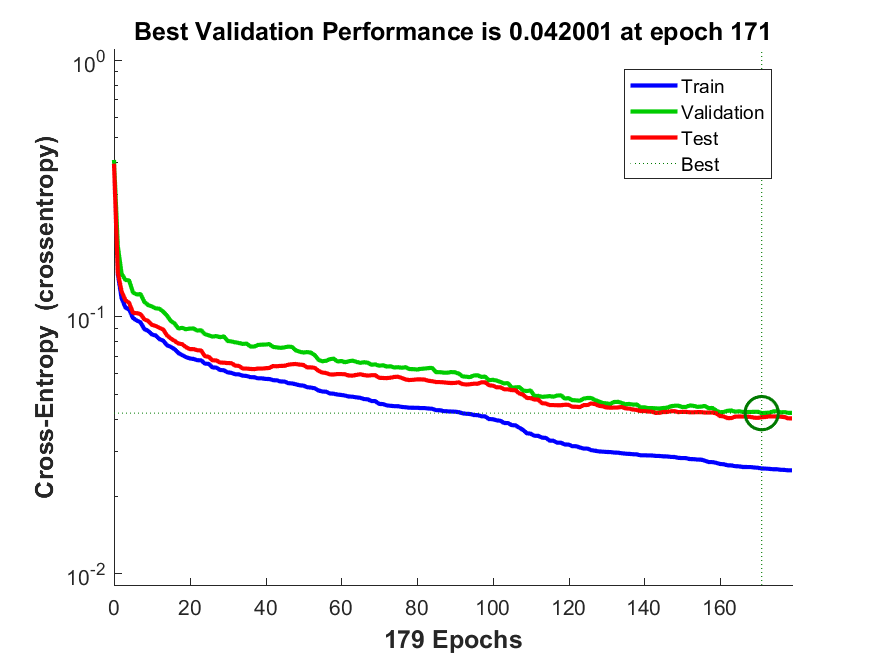 Best Validation Performance is 0.042001 at epoch 171
Cross-Entropy (crossentropy)
10^0
10^-1
10^-2
Train
Validation
Test
Best
0 20 40 60 80 100 120 140 160
179 Epochs